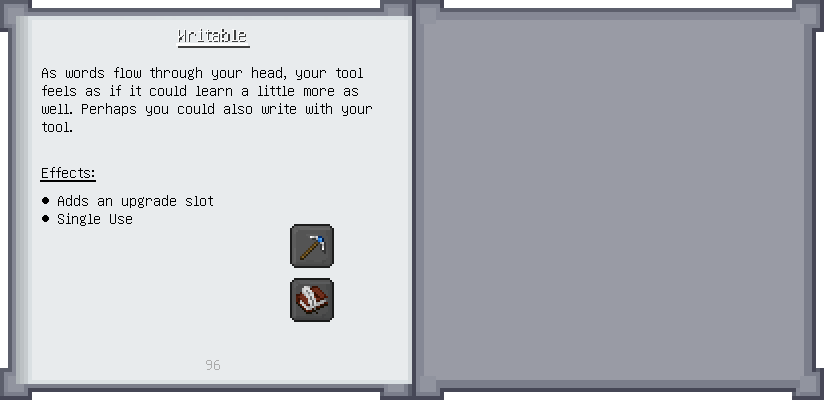 Writable
As words flow through your head, your tool
feels as if it could learn a little more as
well. Perhaps you could also write with your
tool.
Effects:
● Adds an upgrade slot
● Single Use
96